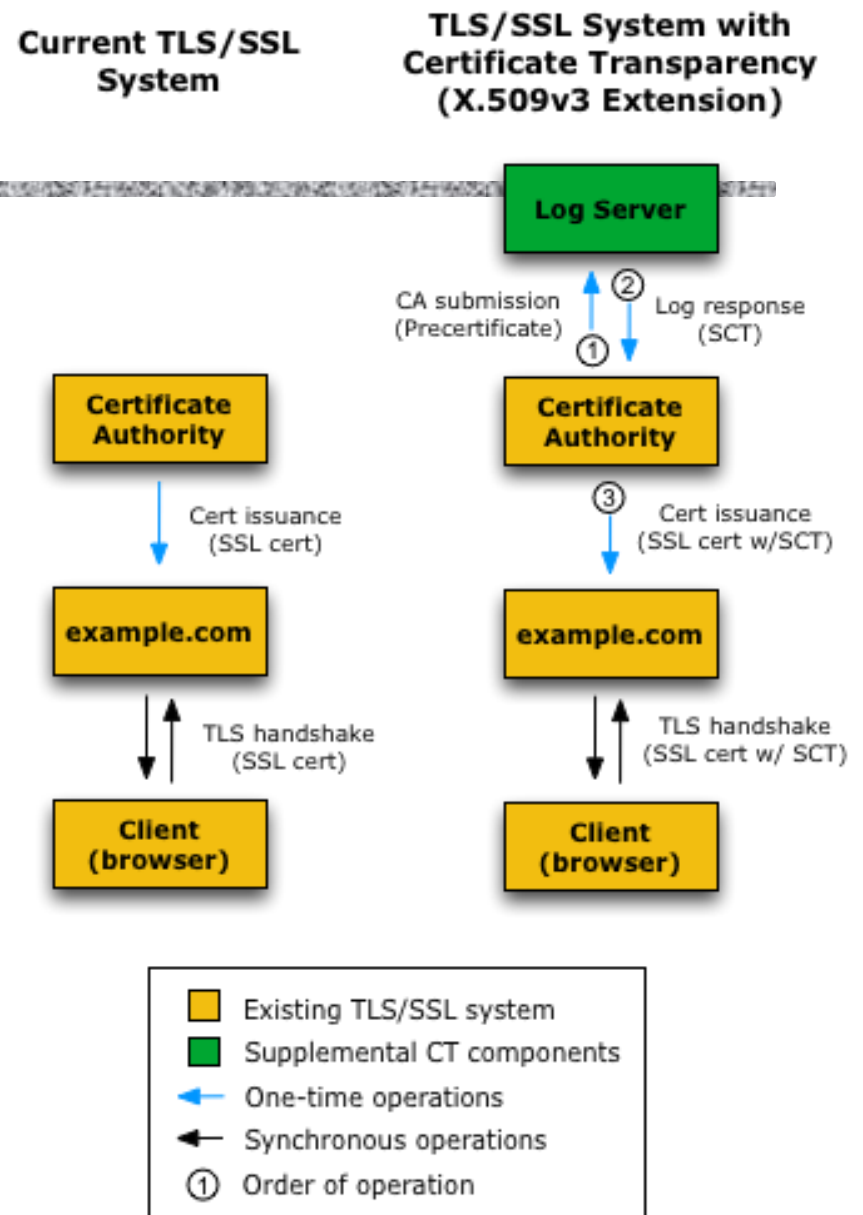 Current TLS/SSL
System
TLS/SSL System with
Certificate Transparency
(X.509v3 Extension)
Log Server
CA submission
(Precertificate)
1
2
Log response
(SCT)
Certificate
Authority
Cert issuance
(SSL cert)
example.com
TLS handshake
(SSL cert)
Client
(browser)
Certificate
Authority
3
Cert issuance
(SSL cert w/SCT)
example.com
TLS handshake
(SSL cert w/ SCT)
Client
(browser)
Existing TLS/SSL system
Supplemental CT components
One-time operations
Synchronous operations
1 Order of operation